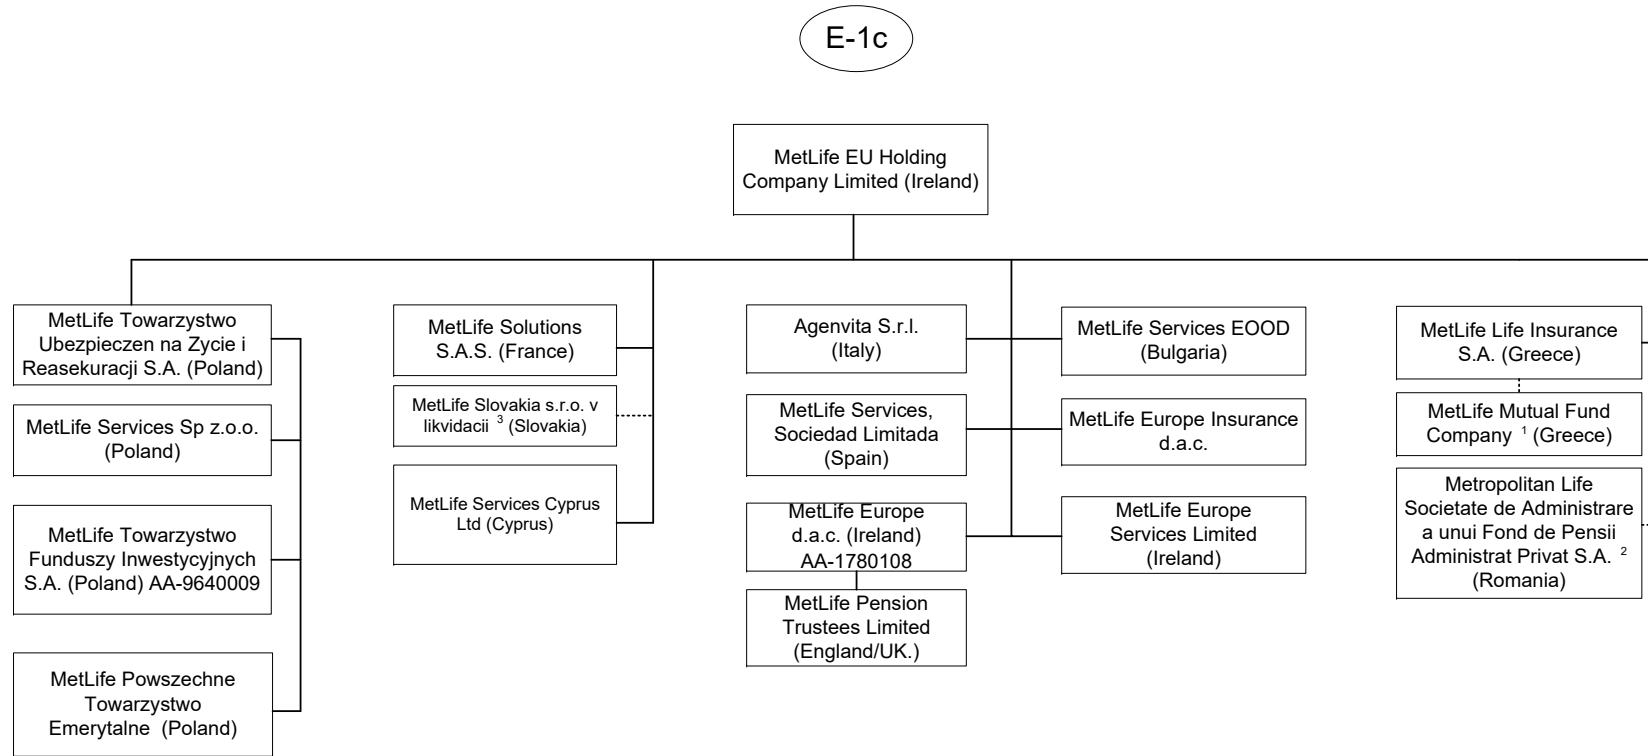 E-1c
MetLife EU Holding
Company Limited (Ireland)
MetLife Towarzystwo
Ubezpieczen na Zycie i
Reasekuracji S.A. (Poland)
MetLife Services Sp z.o.o.
(Poland)
MetLife Towarzystwo
Funduszy Inwestycyjnych
S.A. (Poland) AA-9640009
MetLife Powszechne
Towarzystwo
Emerytalne (Poland)
MetLife Solutions
S.A.S. (France)
MetLife Slovakia s.r.o. v
likvidacii 3 (Slovakia)
MetLife Services Cyprus
Ltd (Cyprus)
Agenvita S.r.l.
(Italy)
MetLife Services,
Sociedad Limitada
(Spain)
MetLife Europe
d.a.c. (Ireland)
AA-1780108
MetLife Pension
Trustees Limited
(England/UK.)
MetLife Services EOOD
(Bulgaria)
MetLife Europe Insurance
d.a.c.
MetLife Europe
Services Limited
(Ireland)
MetLife Life Insurance
S.A. (Greece)
MetLife Mutual Fund
Company 1 (Greece)
Metropolitan Life
Societate de Administrare
a unui Fond de Pensii
Administrat Privat S.A. 2
(Romania)